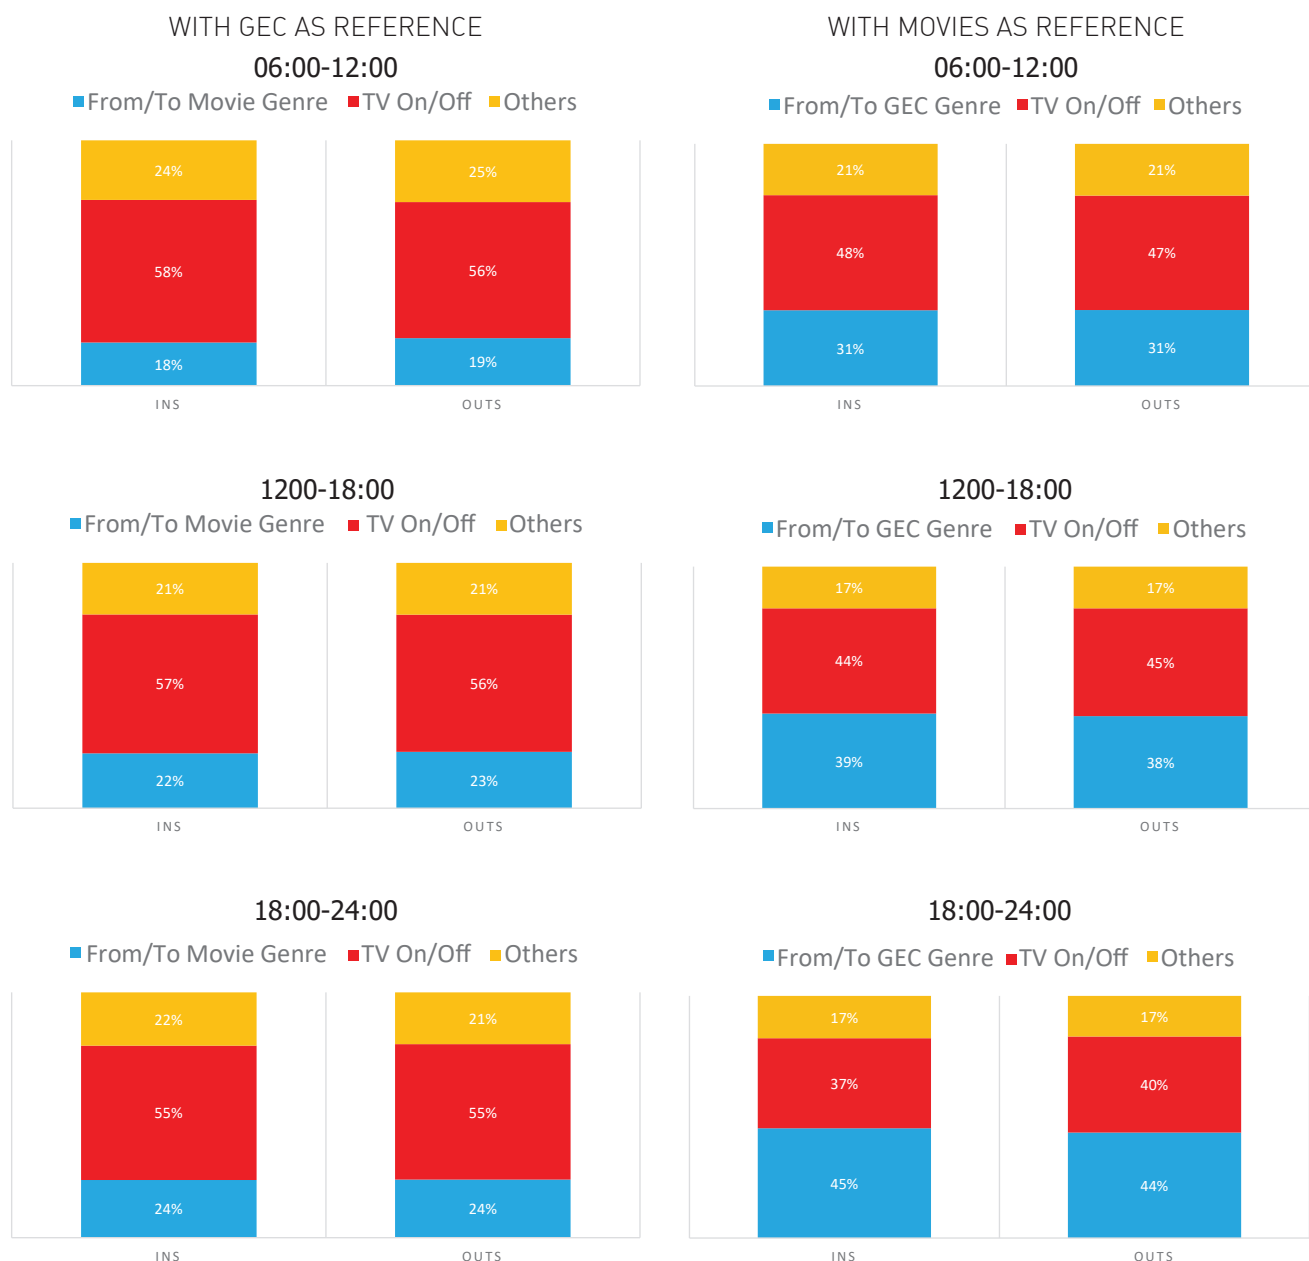 WITH GEC AS REFERENCE
06:00-12:00
From/To Movie Genre TV On/Off Others
24% 25%
58% 56%
18% 19%
INS OUTS
WITH MOVIES AS REFERENCE
06:00-12:00
From/To GEC Genre TV On/Off Others
21% 21%
48% 47%
31% 31%
INS OUTS
1200-18:00
From/To Movie Genre TV On/Off Others
21% 21%
57% 56%
22% 23%
INS OUTS
1200-18:00
From/To GEC Genre TV On/Off Others
17% 17%
44% 45%
39% 38%
INS OUTS
18:00-24:00
From/To Movie Genre TV On/Off Others
22% 21%
55% 55%
24% 24%
INS OUTS
18:00-24:00
From/To GEC Genre TV On/Off Others
17% 17%
37% 40%
45% 44%
INS OUTS